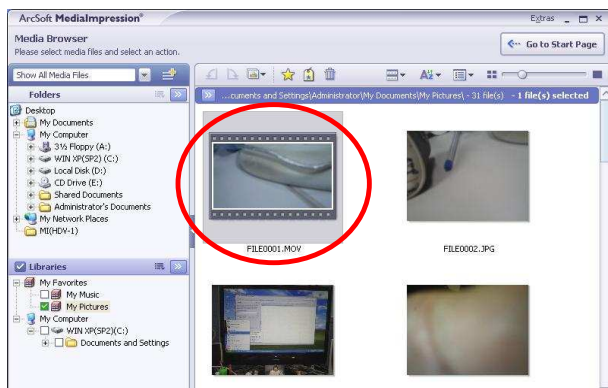 ArcSoft MediaImpression®
Extras
Media Browser
Please select media files and select an action.
Go to Start Page
Show All Media Files
Folders
Desktop
My Documents
My Computer
3½ Floppy (A:)
WIN XP(SP2) (C:)
Local Disk (D:)
CD Drive (E:)
Shared Documents
Administrator's Documents
My Network Places
MI(HDV-1)
Libraries
My Favorites
My Music
My Pictures
My Computer
WIN XP(SP2)(C:)
Documents and Settings
...cuments and Settings\Administrator\My Documents\My Pictures\ - 31 file(s) - 1 file(s) selected
FILE0001.MOV
FILE0002.JPG